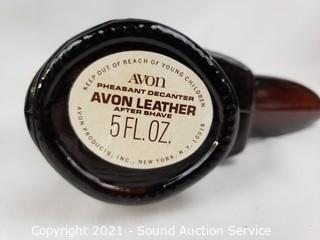 KEEP OUT OF REACH OF YOUNG CHILDREN
AVON
PHEASANT DECANTER
AVON LEATHER
AFTER SHAVE
5 FL. OZ.
AVON PRODUCTS, INC., NEW YORK, N.Y. 10019
Copyright 2021 - Sound Auction Service